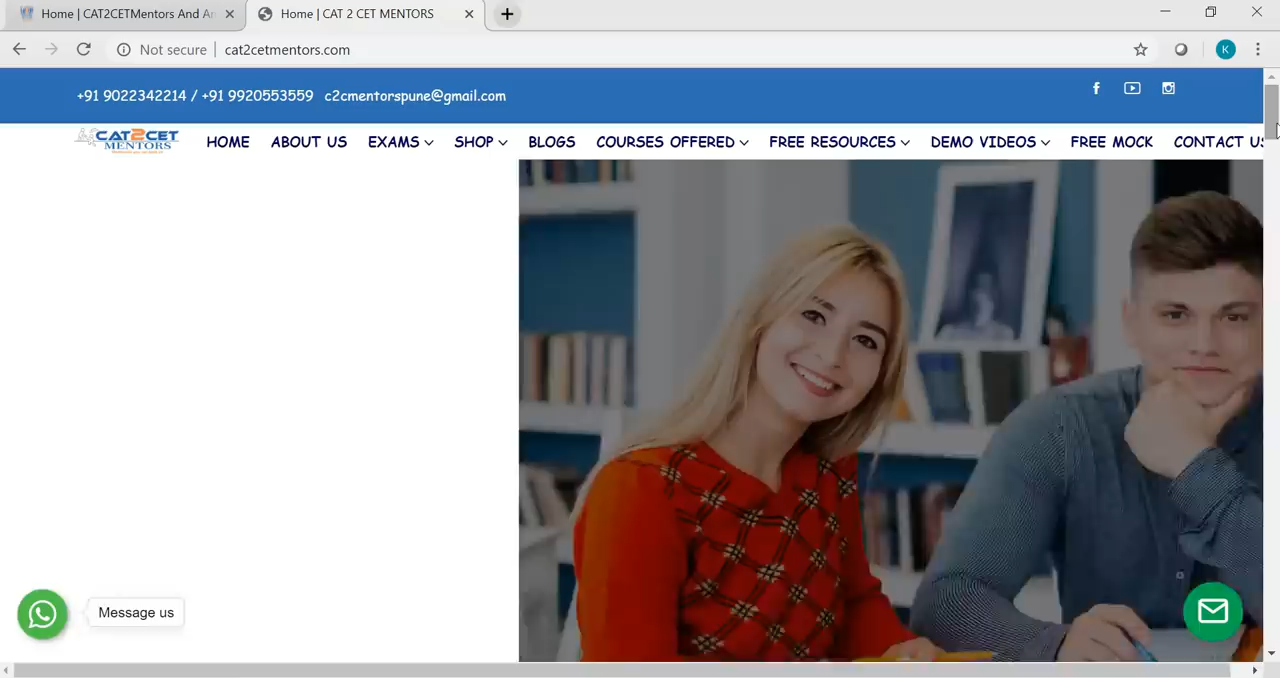 Home | CAT2CETMentors And Ar
Home | CAT 2 CET MENTORS
Not secure | cat2cetmentors.com
K
+91 9022342214 / +91 9920553559 c2cmentorspune@gmail.com
CAT2CET
MENTORS
HOME ABOUT US EXAMS SHOP BLOGS COURSES OFFERED FREE RESOURCES DEMO VIDEOS FREE MOCK CONTACT US
Message us